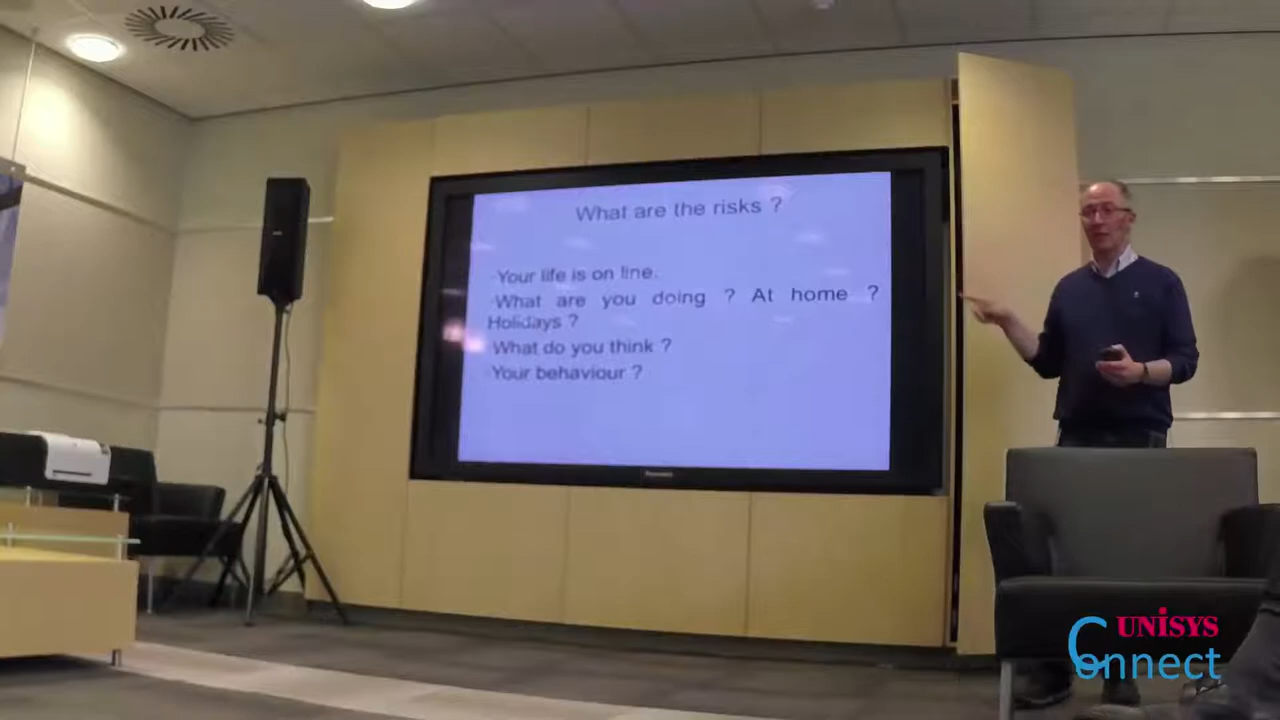 What are the risks ?
-Your life is on line.
-What are you doing ? At home ?
Holidays ?
-What do you think ?
-Your behaviour ?
Panasonic
UNiSYS
Connect